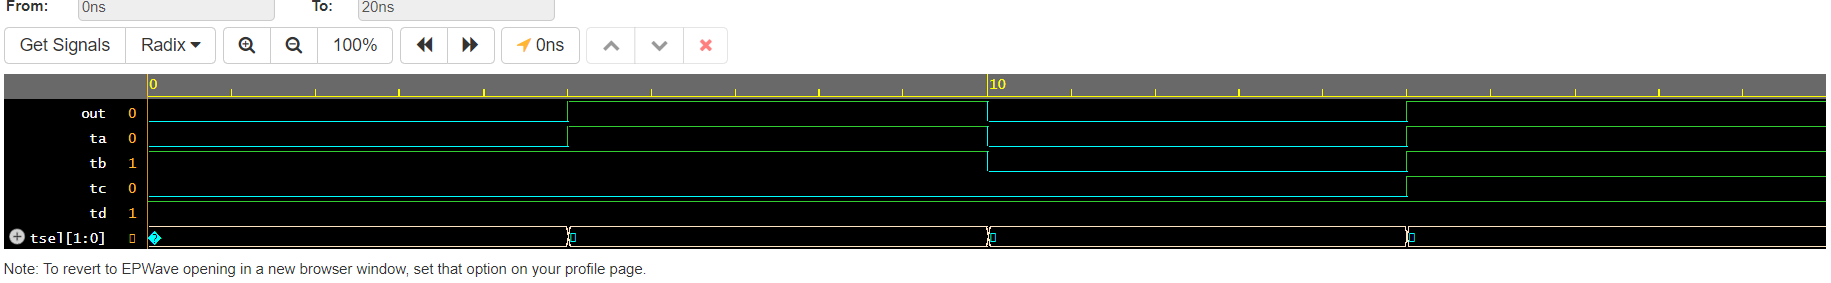 From: 0ns To: 20ns
Get Signals Radix 100% 0ns
0 10
out 0
ta 0
tb 1
tc 0
td 1
tsel[1:0]
Note: To revert to EPWave opening in a new browser window, set that option on your profile page.